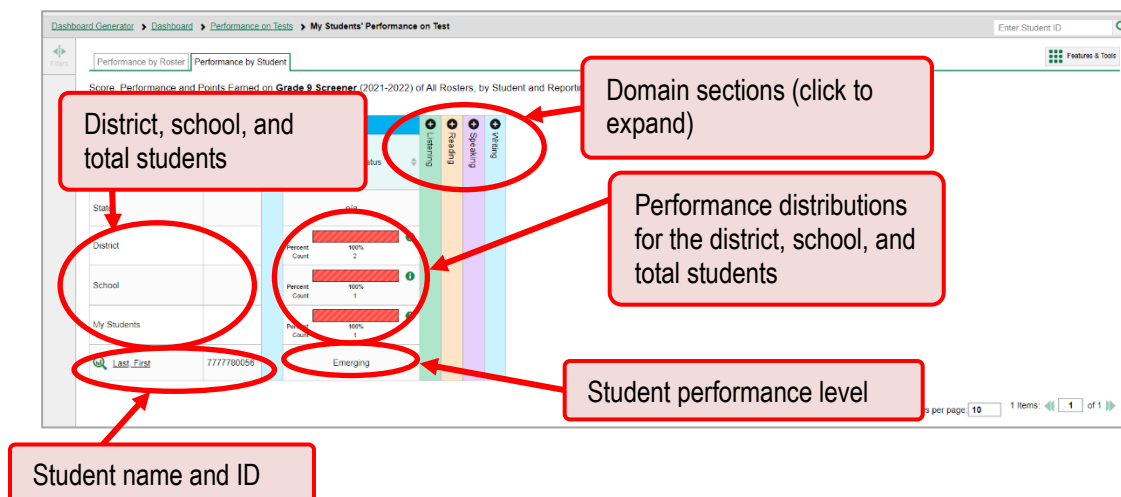 Dashboard Generator > Dashboard > Performance on Tests > My Students' Performance on Test
Enter Student ID
Filters
Performance by Roster
Performance by Student
Features & Tools
Score, Performance and Points Earned on Grade 9 Screener (2021-2022) of All Rosters, by Student and
District, school, and
total students
Domain sections (click to
expand)
Listening
Reading
Speaking
Writing
State
n/a
District
Percent 100%
Count 2
School
Percent 100%
Count 1
My Students
Percent 100%
Count 1
Performance distributions
for the district, school, and
total students
Last, First
7777780056
Emerging
Student performance level
per page: 10
1 Items:
1 of 1
Student name and ID